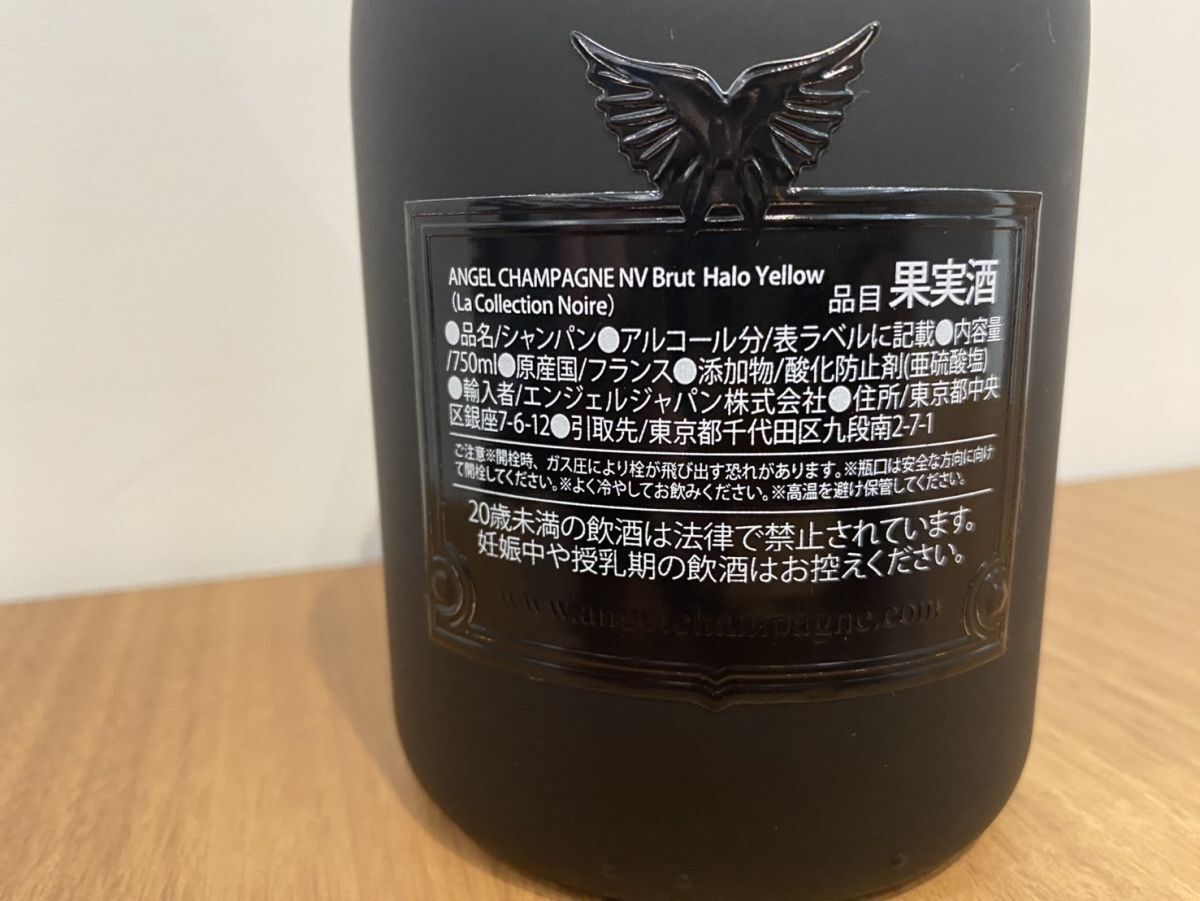 ANGEL CHAMPAGNE NV Brut Halo Yellow
(La Collection Noire)
品目 果実酒
●品名/シャンパン●アルコール分/表ラベルに記載●内容量
/750ml●原産国/フランス●添加物/酸化防止剤(亜硫酸塩)
●輸入者/エンジェルジャパン株式会社●住所/東京都中央
区銀座7-6-12●引取先/東京都千代田区九段南2-7-1
ご注意※開栓時、ガス圧により栓が飛び出す恐れがあります。※瓶口は安全な方向に向け
て開栓してください。※よく冷やしてお飲みください。※高温を避け保管してください。
20歳未満の飲酒は法律で禁止されています。
妊娠中や授乳期の飲酒はお控えください。
www.angelchampagne.com